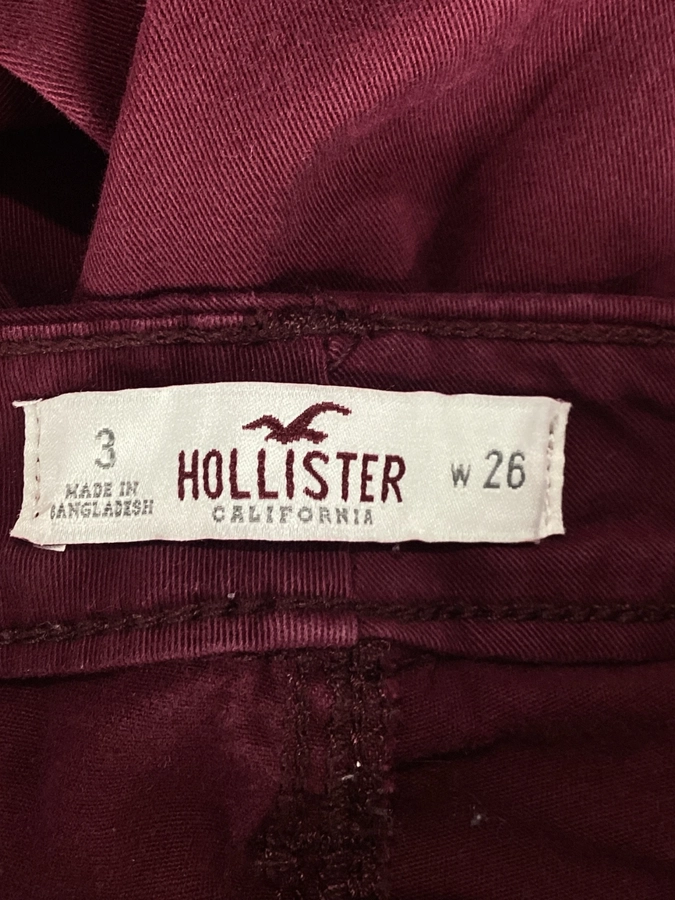 3
MADE IN
BANGLADESH
HOLLISTER
CALIFORNIA
W 26